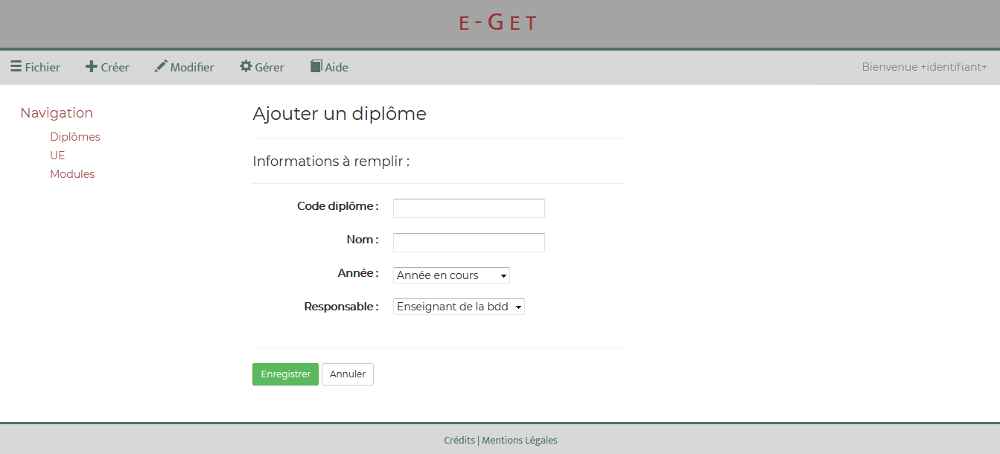 E - GET
Fichier Créer Modifier Gérer Aide Bienvenue +identifiant+
Navigation
Diplômes
UE
Modules
Ajouter un diplôme
Informations à remplir :
Code diplôme :
Nom :
Année : Année en cours
Responsable : Enseignant de la bdd
Enregistrer Annuler
Crédits | Mentions Légales